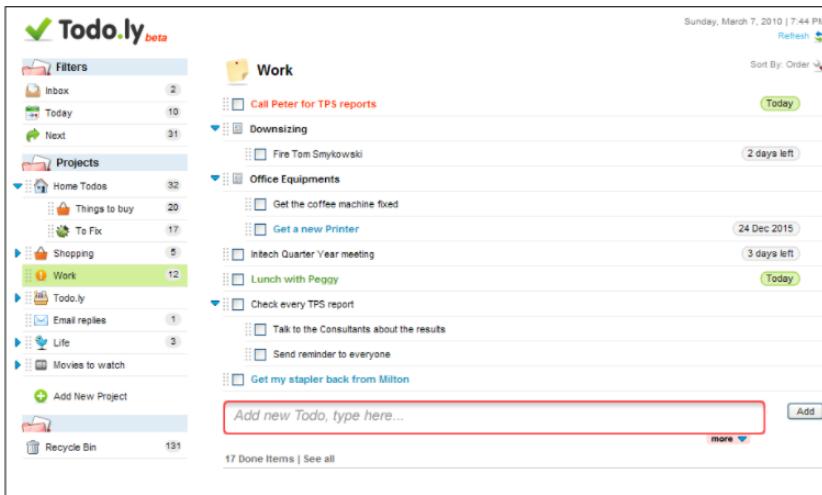 Todo.ly beta
Sunday, March 7, 2010 | 7:44 PM
Refresh
Filters
Inbox 2
Today 10
Next 31
Projects
Home Todos 32
Things to buy 20
To Fix 17
Shopping 5
Work 12
Todo.ly
Email replies 1
Life 3
Movies to watch
Add New Project
Recycle Bin 131
Work
Sort By: Order
Call Peter for TPS reports Today
Downsizing
Fire Tom Smykowski 2 days left
Office Equipments
Get the coffee machine fixed
Get a new Printer 24 Dec 2015
Initech Quarter Year meeting 3 days left
Lunch with Peggy Today
Check every TPS report
Talk to the Consultants about the results
Send reminder to everyone
Get my stapler back from Milton
Add new Todo, type here...
Add
more
17 Done Items | See all